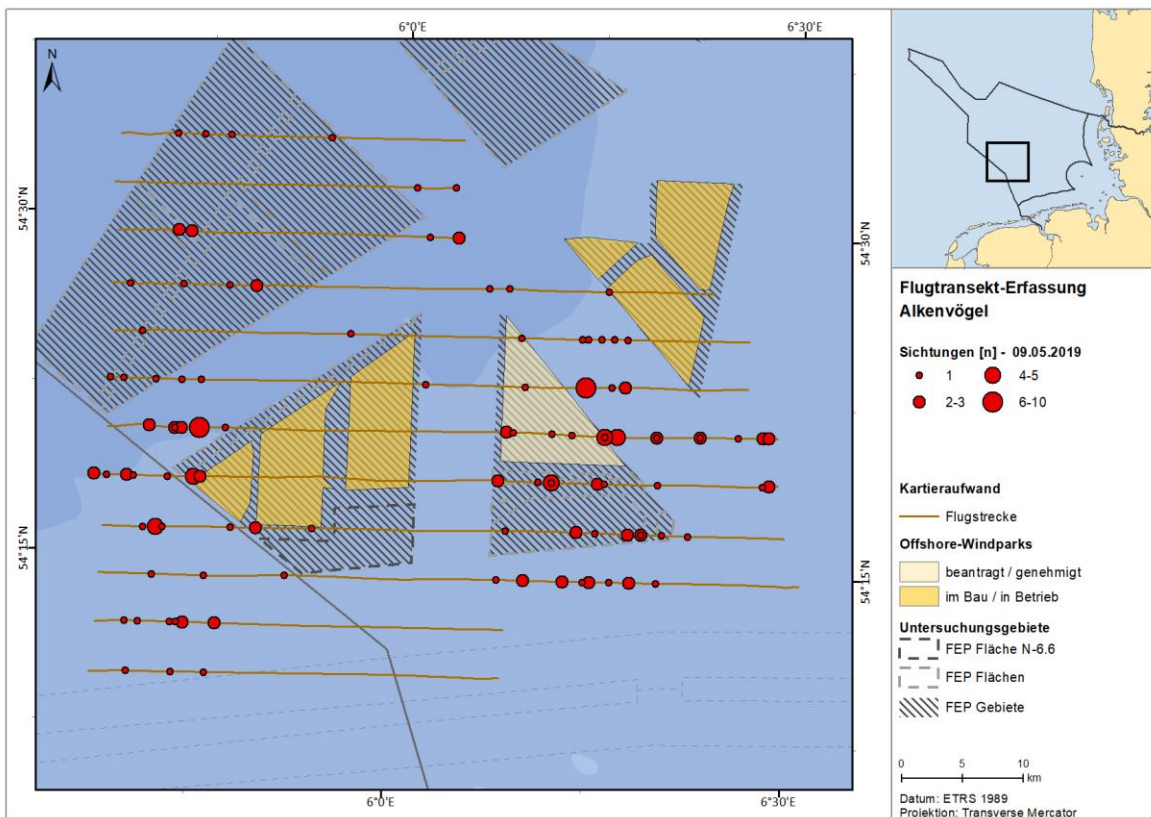 6°0'E
6°30'E
N
54°30'N
54°30'N
54°15'N
54°15'N
6°0'E
6°30'E
Flugtransekt-Erfassung
Alkenvögel
Sichtungen [n] - 09.05.2019
1
4-5
2-3
6-10
Kartieraufwand
Flugstrecke
Offshore-Windparks
beantragt / genehmigt
im Bau / in Betrieb
Untersuchungsgebiete
FEP Fläche N-6.6
FEP Flächen
FEP Gebiete
0 5 10
km
Datum: ETRS 1989
Projektion: Transverse Mercator